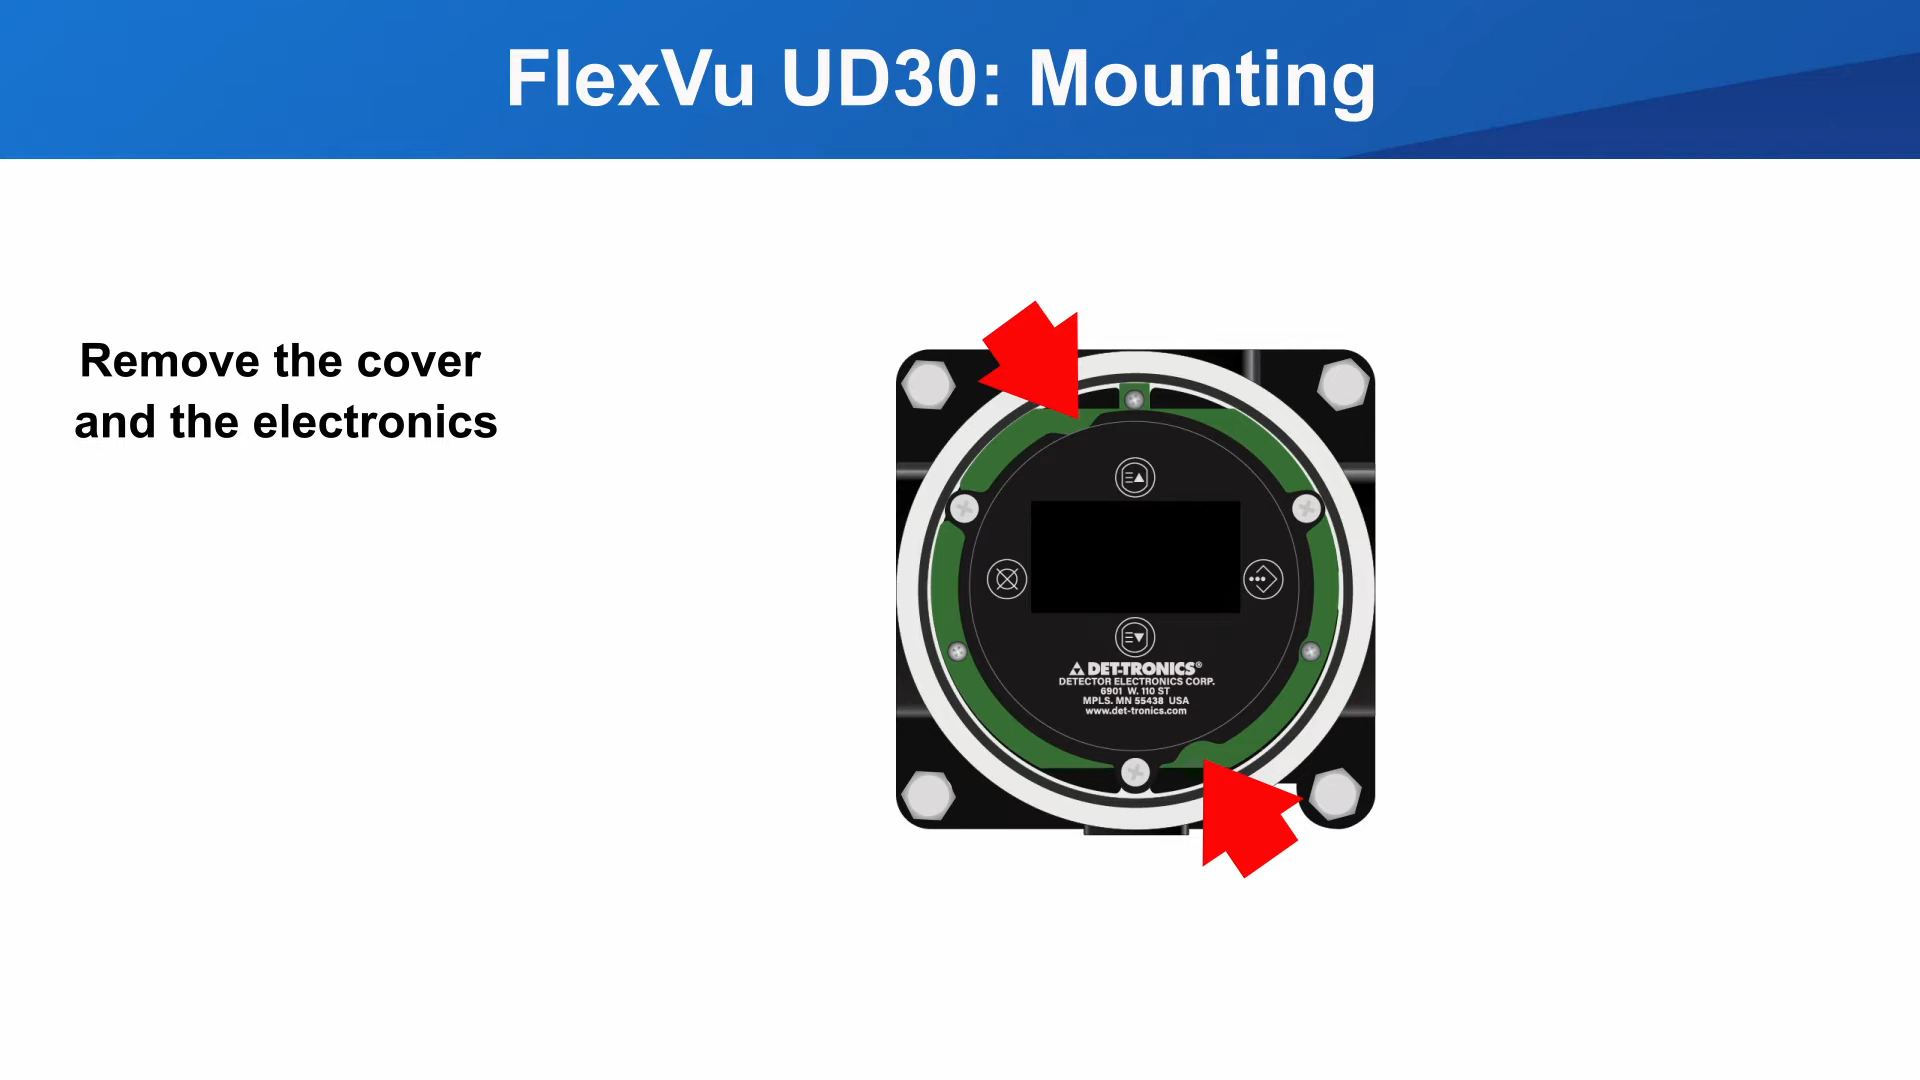 FlexVu UD30: Mounting
Remove the cover
and the electronics
DET-TRONICS®
DETECTOR ELECTRONICS CORP.
6901 W. 110 ST
MPLS. MN 55438 USA
www.det-tronics.com